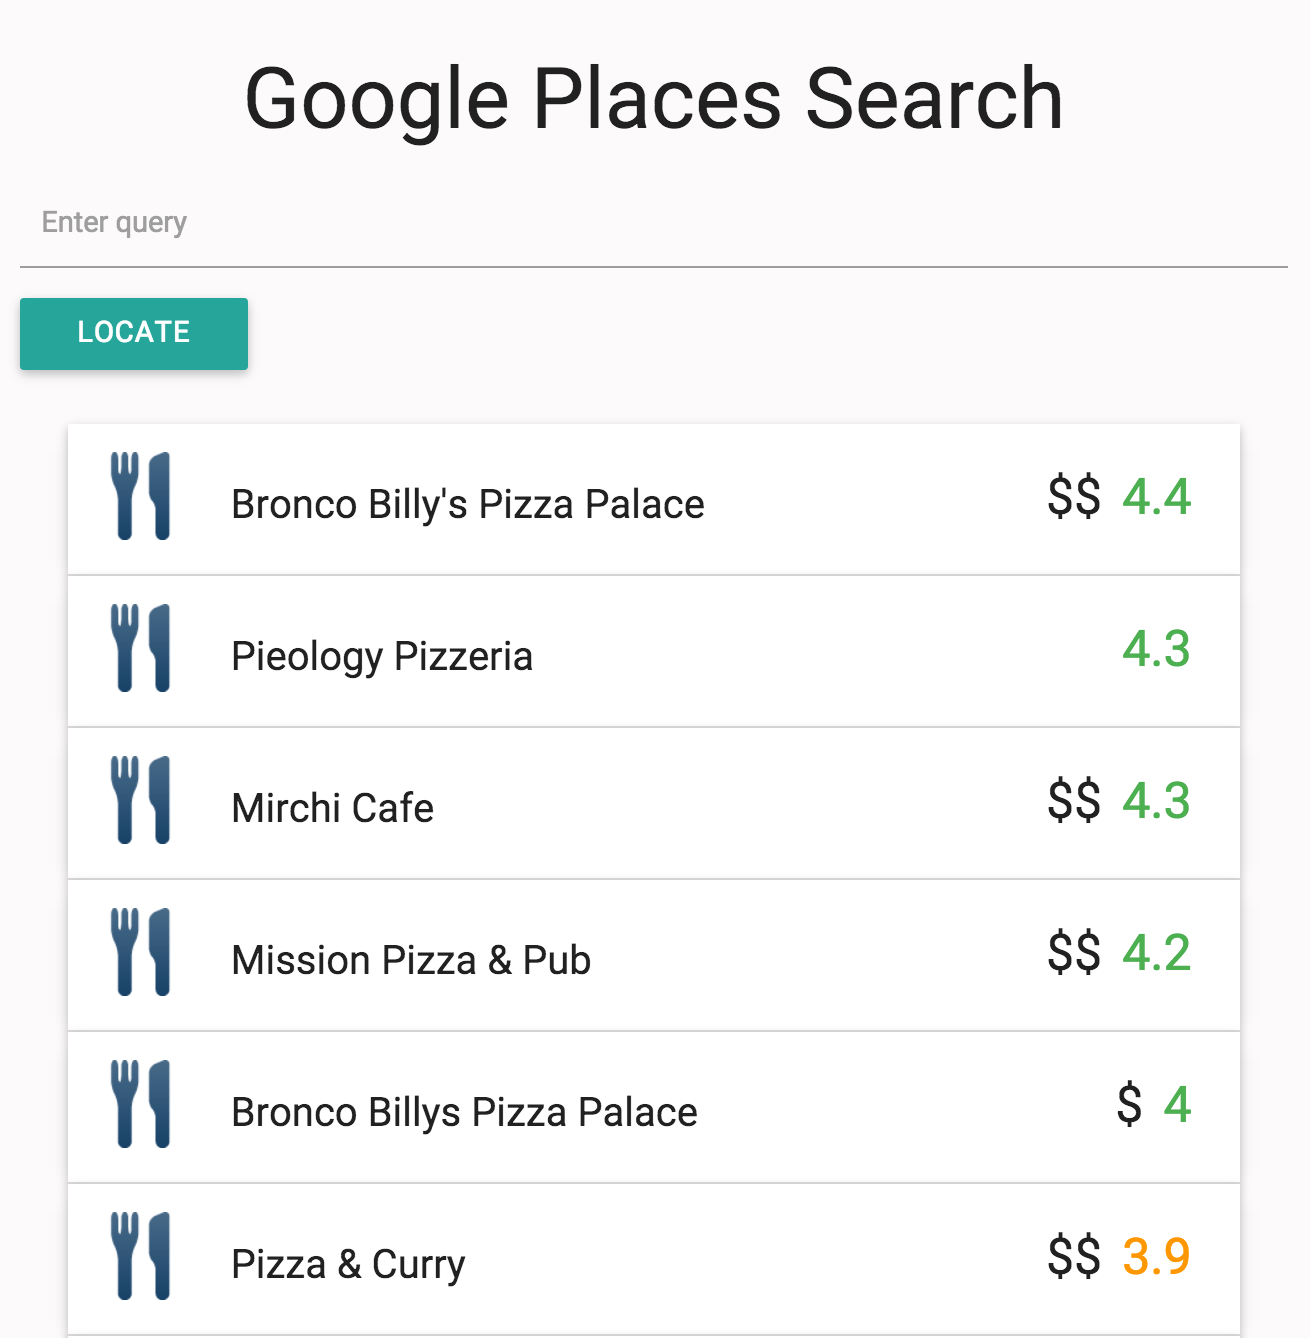 Google Places Search
Enter query
LOCATE
Bronco Billy's Pizza Palace $$ 4.4
Pieology Pizzeria 4.3
Mirchi Cafe $$ 4.3
Mission Pizza & Pub $$ 4.2
Bronco Billys Pizza Palace $ 4
Pizza & Curry $$ 3.9